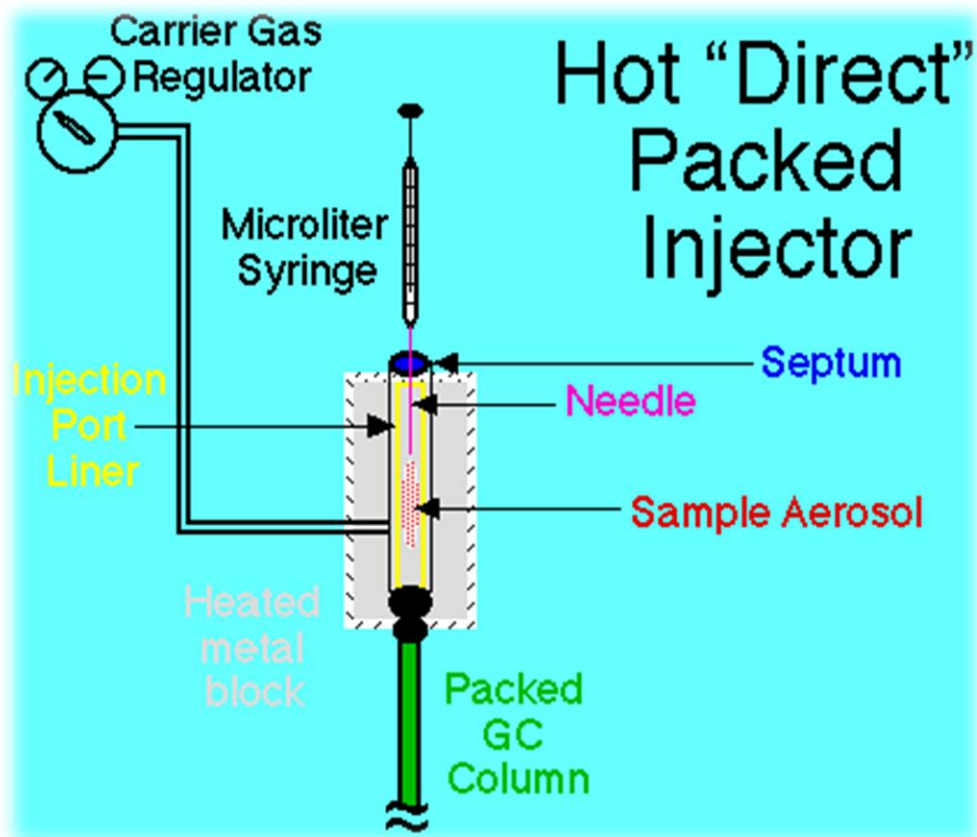 Carrier Gas
Regulator
Hot “Direct”
Packed
Injector
Microliter
Syringe
Septum
Injection
Port
Liner
Needle
Sample Aerosol
Heated
metal
block
Packed
GC
Column